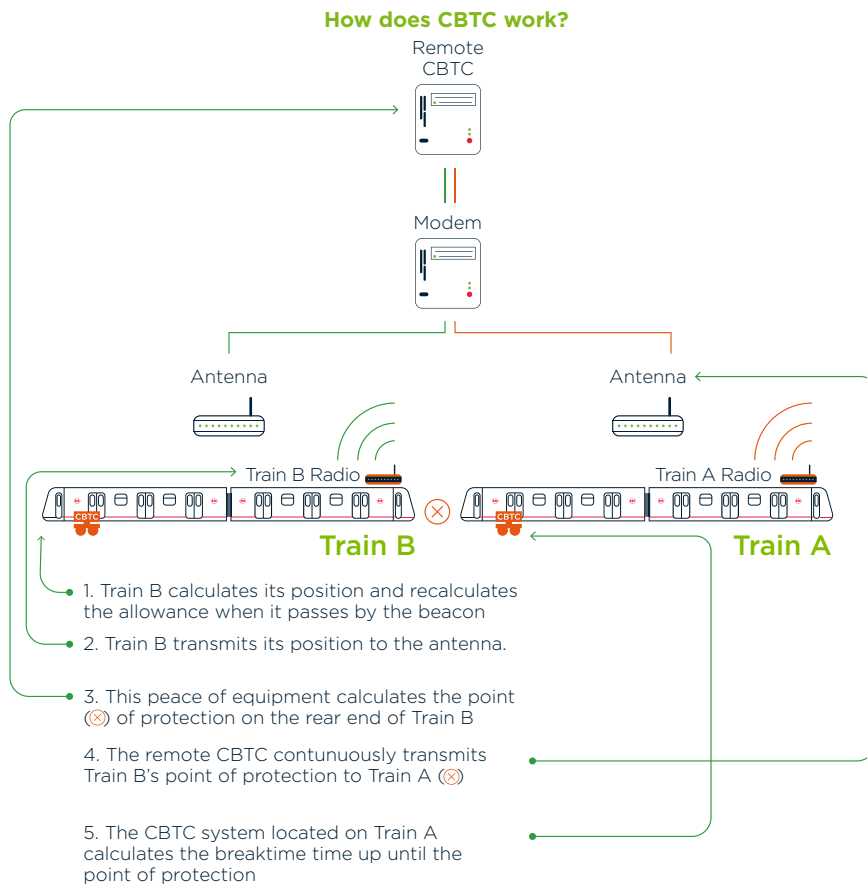 How does CBTC work?
Remote
CBTC
Modem
Antenna
Antenna
Train B Radio
Train A Radio
CBTC
CBTC
Train B
Train A
1. Train B calculates its position and recalculates
the allowance when it passes by the beacon
2. Train B transmits its position to the antenna.
3. This peace of equipment calculates the point
(⊗) of protection on the rear end of Train B
4. The remote CBTC contunuously transmits
Train B's point of protection to Train A (⊗)
5. The CBTC system located on Train A
calculates the breaktime time up until the
point of protection